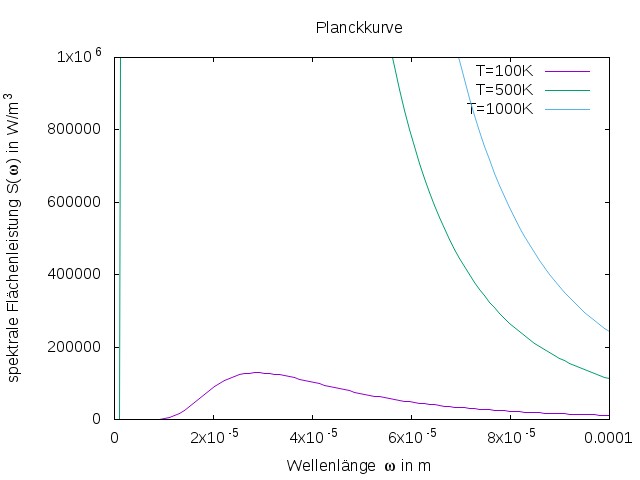 Planckkurve
1x10^6
800000
600000
400000
200000
0
spektrale Flächenleistung S(ω) in W/m^3
T=100K
T=500K
T=1000K
0 2x10^-5 4x10^-5 6x10^-5 8x10^-5 0.0001
Wellenlänge ω in m